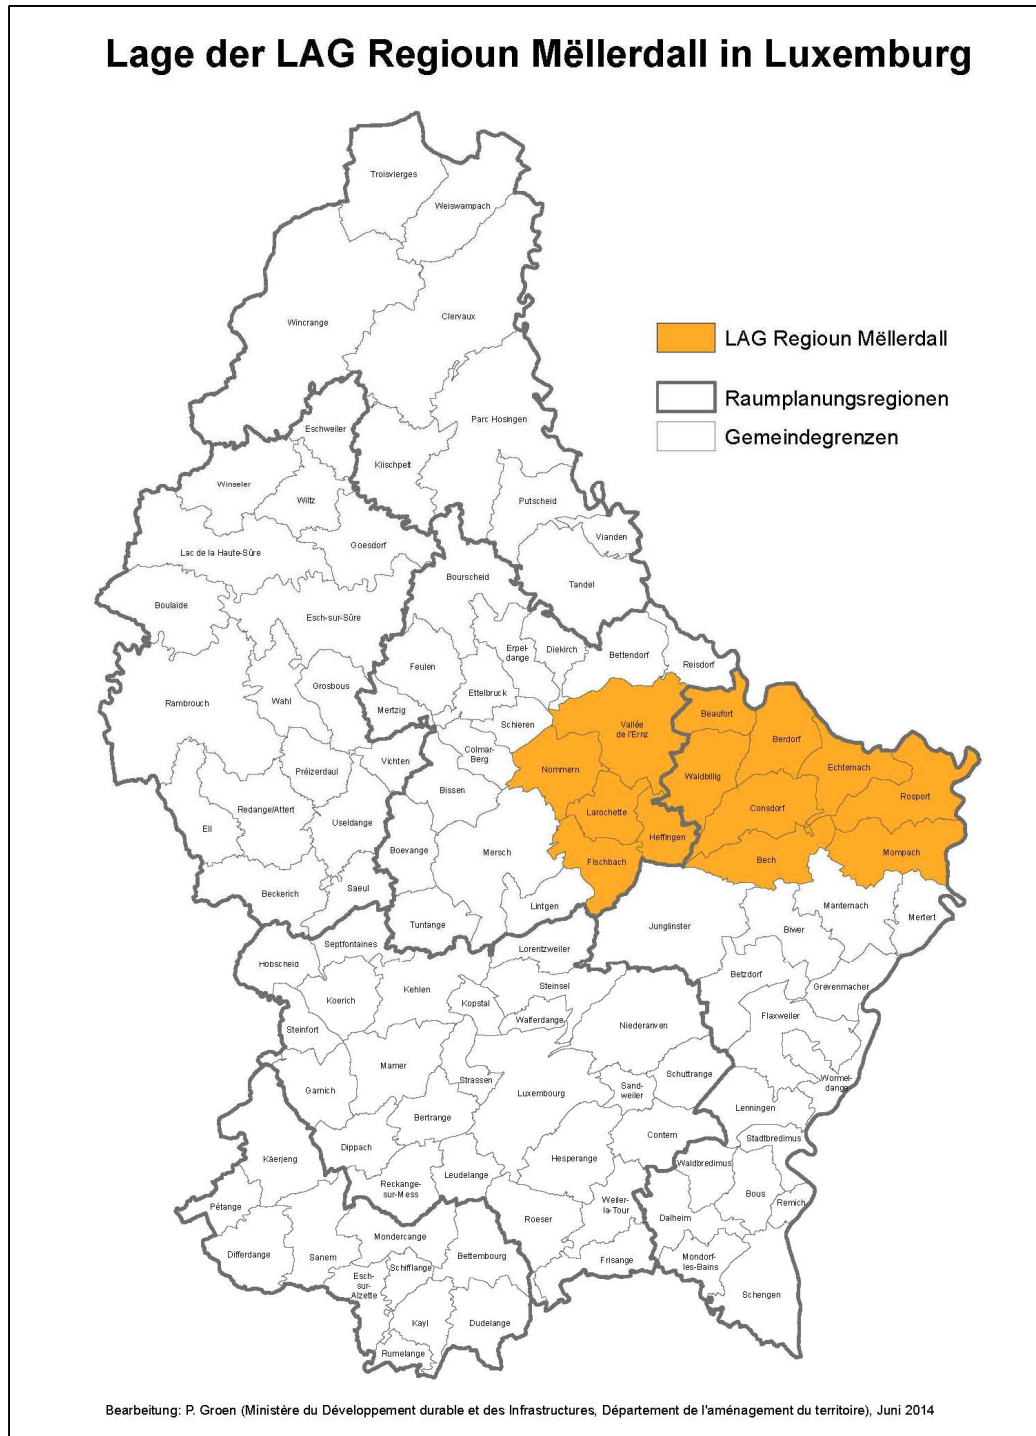 Lage der LAG Regioun Mëllerdall in Luxemburg
Troisvierges
Weiswampach
Wincrange
Clervaux
LAG Regioun Mëllerdall
Raumplanungsregionen
Gemeindegrenzen
Parc Hosingen
Eschweiler
Kiischpelt
Winseler
Wiltz
Putscheid
Vianden
Goesdorf
Lac de la Haute-Sûre
Bourscheid
Tandel
Boulaide
Esch-sur-Sûre
Erpel-
dange
Diekirch
Bettendorf
Reisdorf
Feulen
Ettelbruck
Rambrouch
Wahl
Grosbous
Mertzig
Schieren
Vallée
de l'Ernz
Beaufort
Berdorf
Colmar-
Berg
Vichten
Préizerdaul
Nommern
Waldbillig
Echternach
Bissen
Rosport
Redange/Attert
Useldange
Ell
Larochette
Consdorf
Heffingen
Boevange
Mersch
Fischbach
Bech
Mompach
Beckerich
Saeul
Lintgen
Tuntange
Junglinster
Manternach
Mertert
Biwer
Septfontaines
Hobscheid
Lorentzweiler
Kehlen
Steinsel
Betzdorf
Grevenmacher
Koerich
Kopstal
Walferdange
Niederanven
Flaxweiler
Steinfort
Mamer
Strassen
Schuttrange
Wormel-
dange
Garnich
Luxembourg
Sand-
weiler
Lenningen
Bertrange
Contern
Stadtbredimus
Dippach
Hesperange
Käerjeng
Leudelange
Waldbredimus
Reckange-
sur-Mess
Bous
Remich
Pétange
Weiler-
la-Tour
Roeser
Dalheim
Mondercange
Differdange
Sanem
Bettembourg
Frisange
Mondorf-
les-Bains
Schifflange
Esch-
sur-
Alzette
Schengen
Kayl
Dudelange
Rumelange
Bearbeitung: P. Groen (Ministère du Développement durable et des Infrastructures, Département de l'aménagement du territoire), Juni 2014